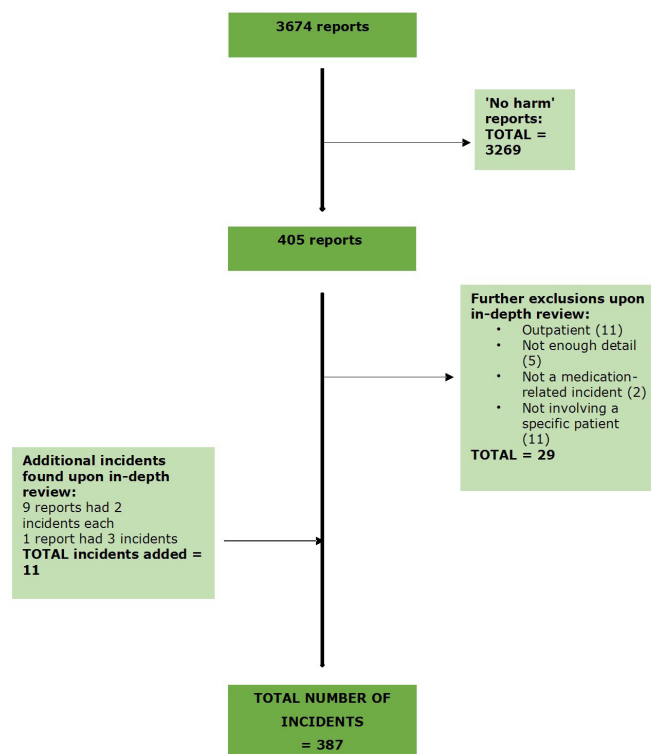 3674 reports
'No harm'
reports:
TOTAL =
3269
405 reports
Further exclusions upon
in-depth review:
• Outpatient (11)
• Not enough detail
(5)
• Not a medication-
related incident (2)
• Not involving a
specific patient
(11)
TOTAL = 29
Additional incidents
found upon in-depth
review:
9 reports had 2
incidents each
1 report had 3 incidents
TOTAL incidents added =
11
TOTAL NUMBER OF
INCIDENTS
= 387